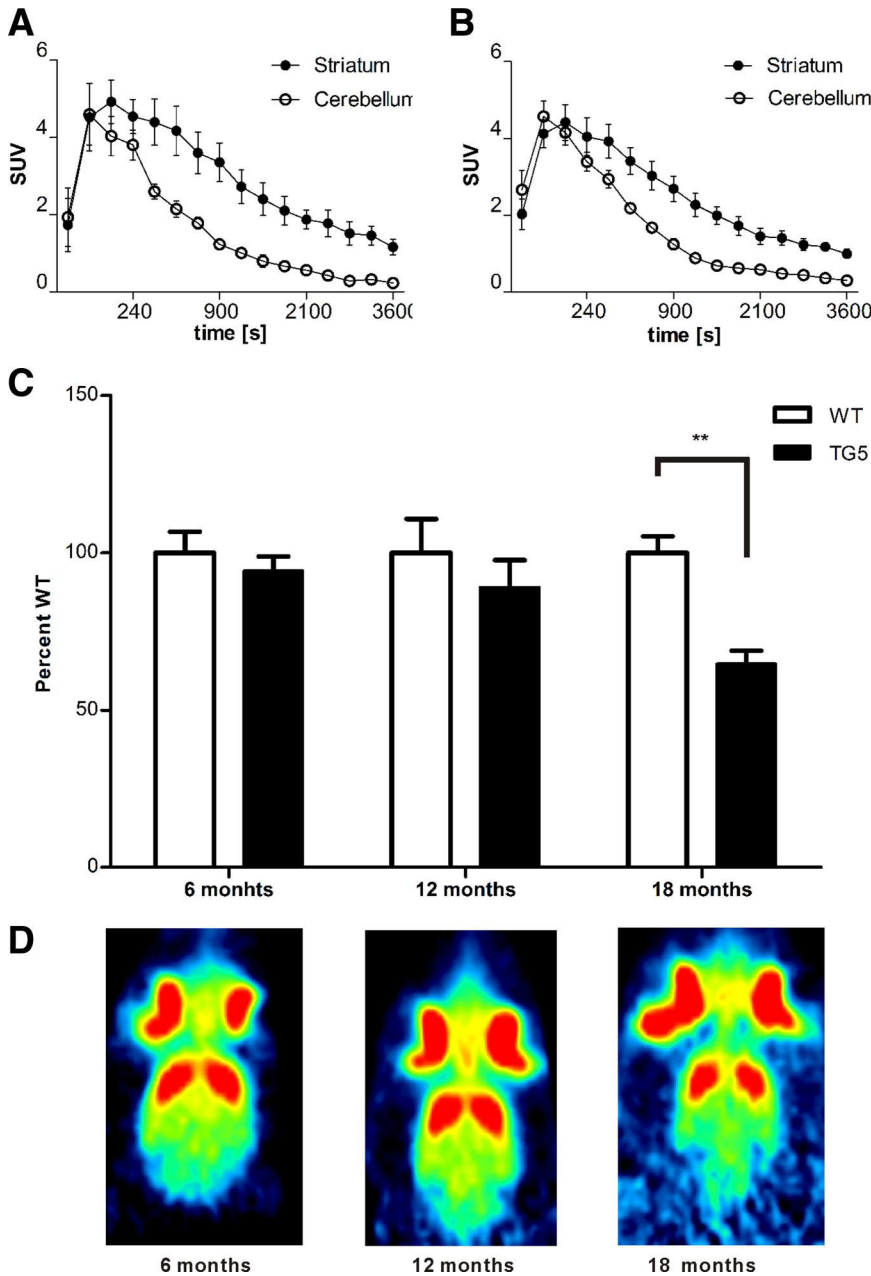 A
6
4
2
0
SUV
Striatum
Cerebellum
240 900 2100 3600
time [s]
B
6
4
2
0
SUV
Striatum
Cerebellum
240 900 2100 3600
time [s]
C
150
100
50
0
Percent WT
WT
TG5
**
6 monhts 12 months 18 months
D
6 months 12 months 18 months